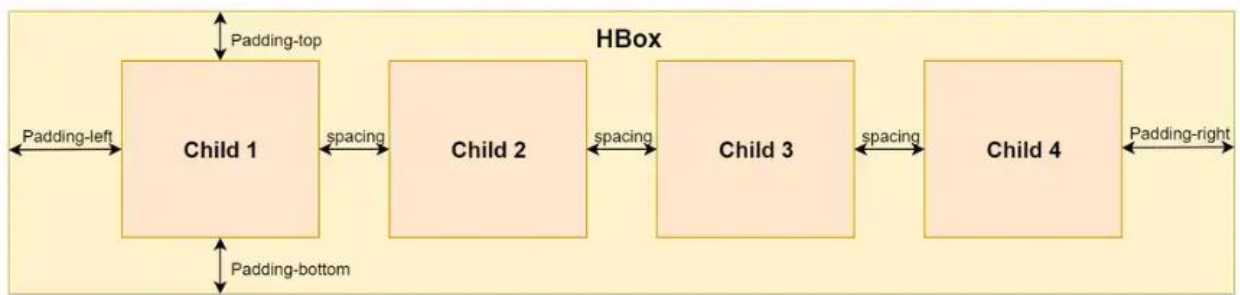 Padding-top
HBox
Padding-left
Child 1
spacing
Child 2
spacing
Child 3
spacing
Child 4
Padding-right
Padding-bottom